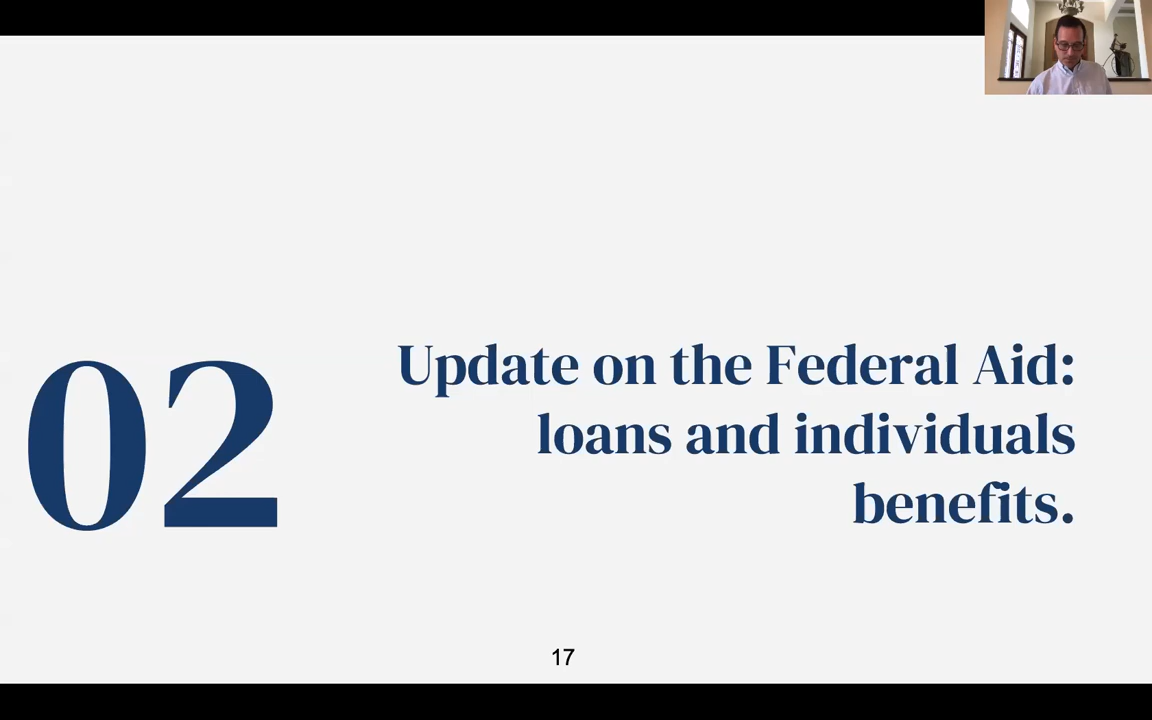 02
Update on the Federal Aid:
loans and individuals
benefits.
17